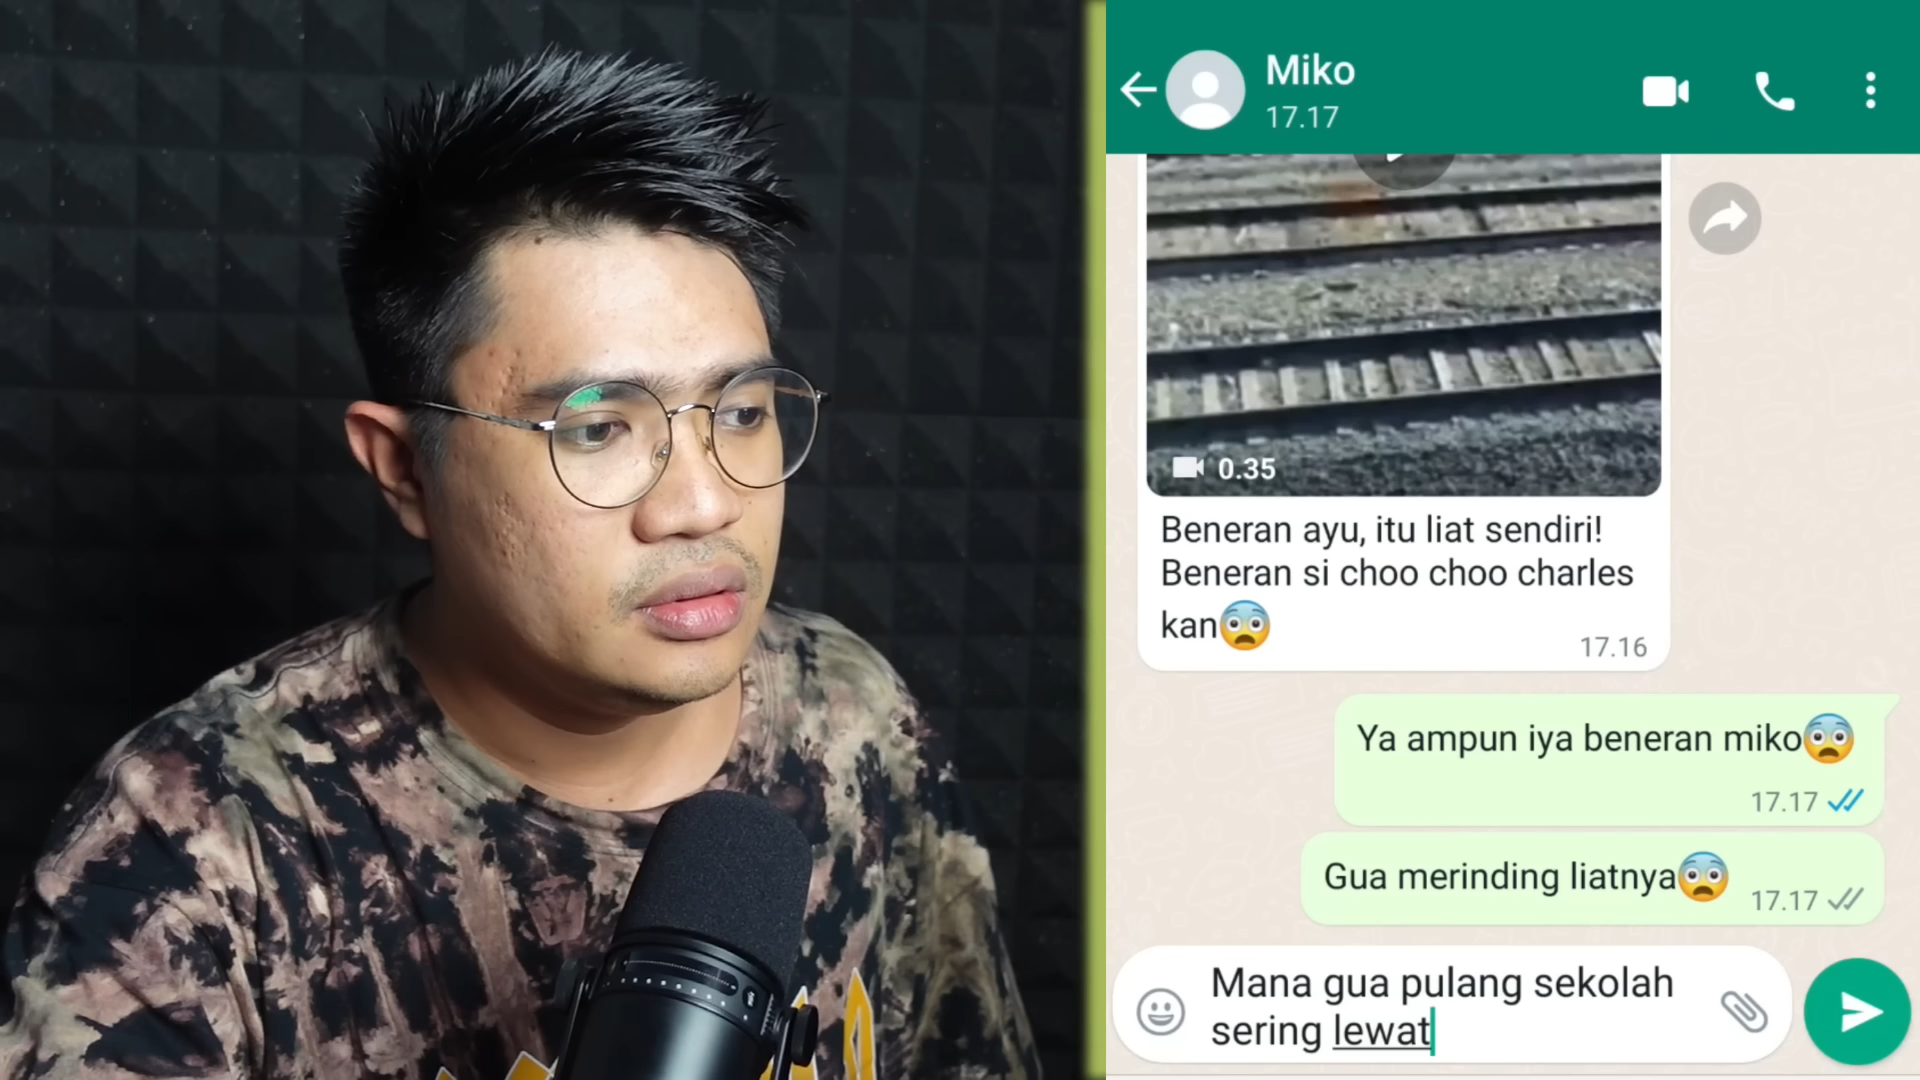 Miko
17.17
0.35
Beneran ayu, itu liat sendiri!
Beneran si choo choo charles
kan😨
17.16
Ya ampun iya beneran miko😨
17.17
Gua merinding liatnya😨
17.17
Mana gua pulang sekolah
sering lewat